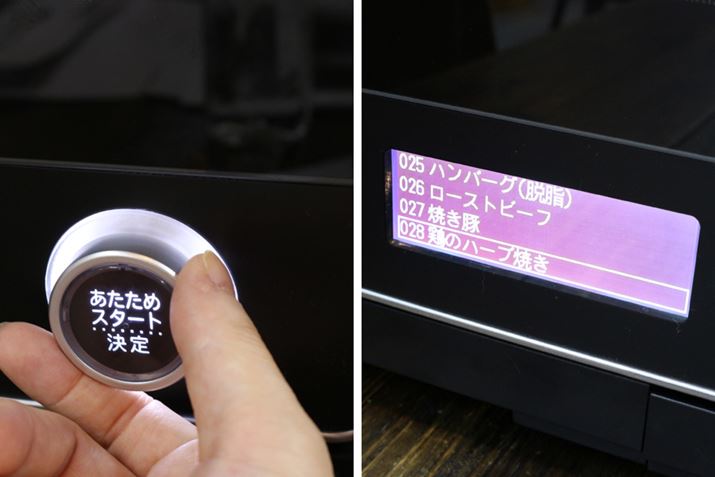 あたため
スタート
決定
025 ハンバーグ(脱脂)
026 ローストビーフ
027 焼き豚
028 鶏のハーブ焼き